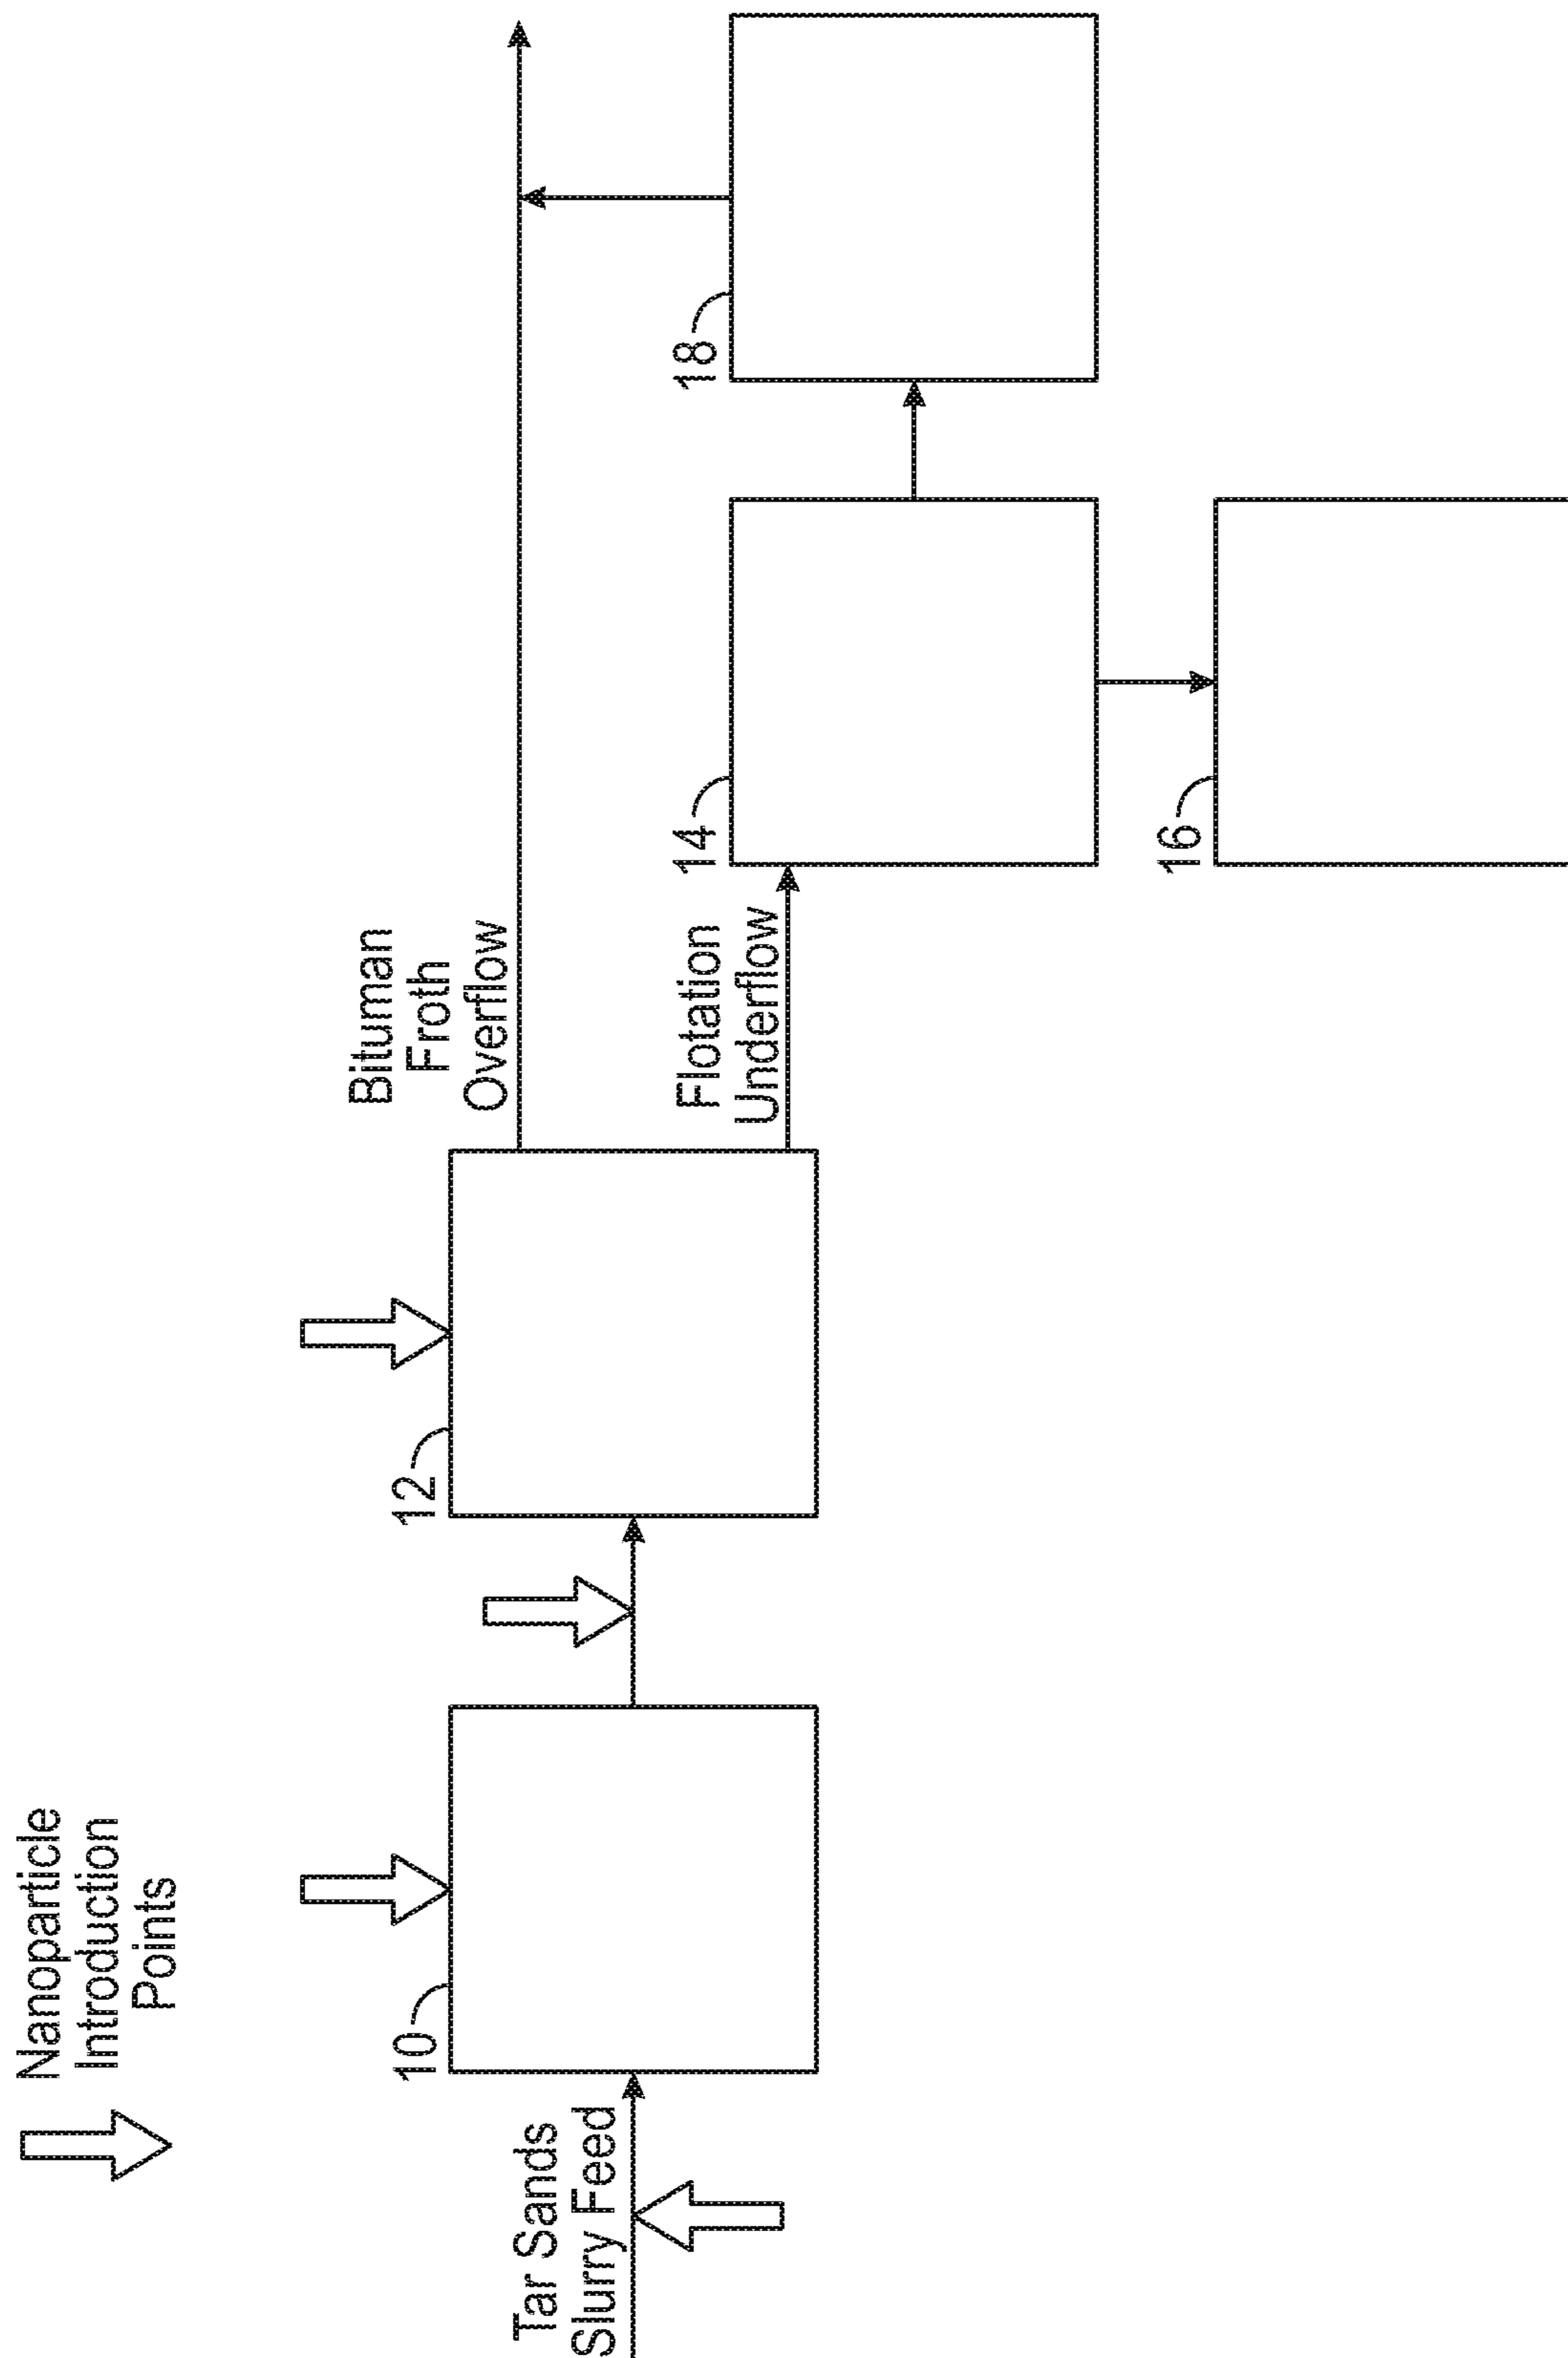 Nanoparticle
Introduction
Points
Tar Sands
Slurry Feed
10
12
Bituman
Froth
Overflow
Flotation
Underflow
14
16
18